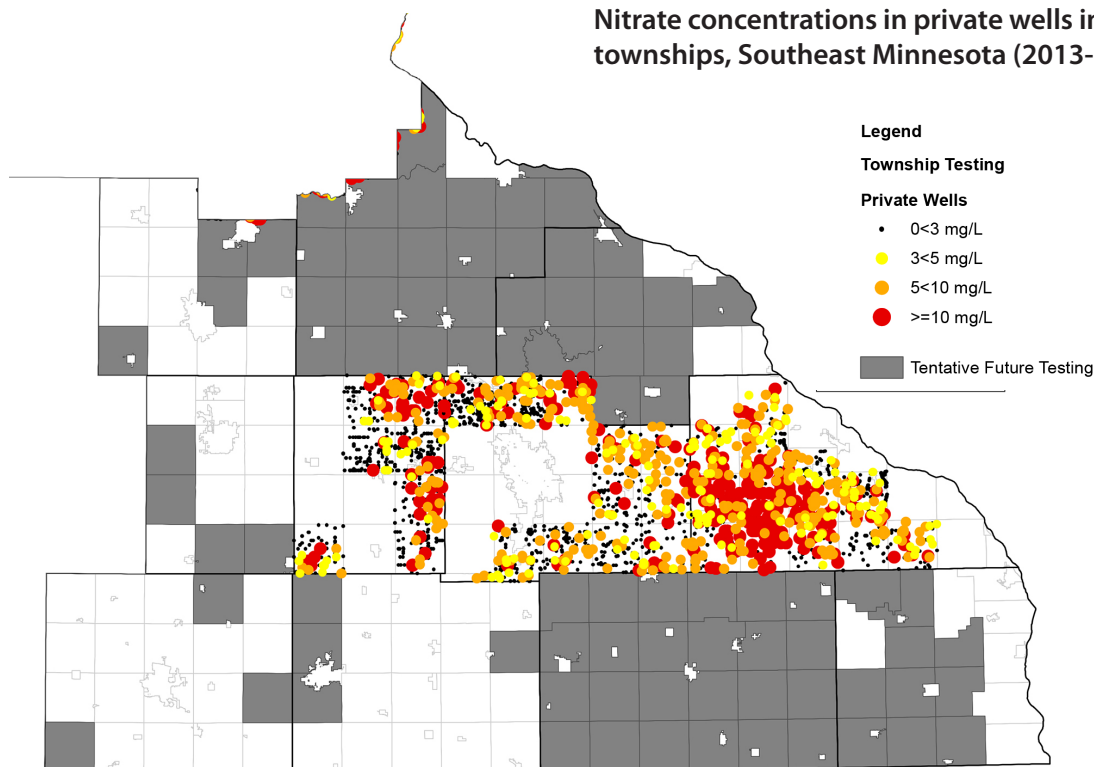 Nitrate concentrations in private wells in
townships, Southeast Minnesota (2013-
Legend
Township Testing
Private Wells
0<3 mg/L
3<5 mg/L
5<10 mg/L
>=10 mg/L
Tentative Future Testing